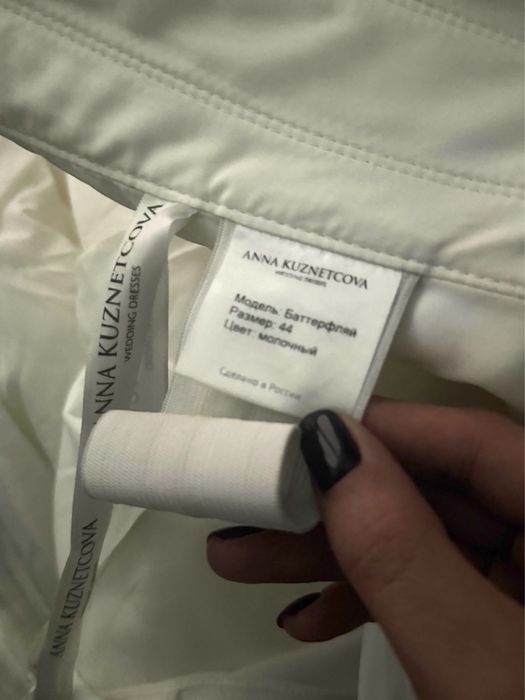 ANNA KUZNETCOVA
WEDDING DRESSES
ANNA KUZNETCOVA
ANNA KUZNETCOVA
WEDDING DRESSES
Модель: Баттерфляй
Размер: 44
Цвет: молочный
Сделано в России